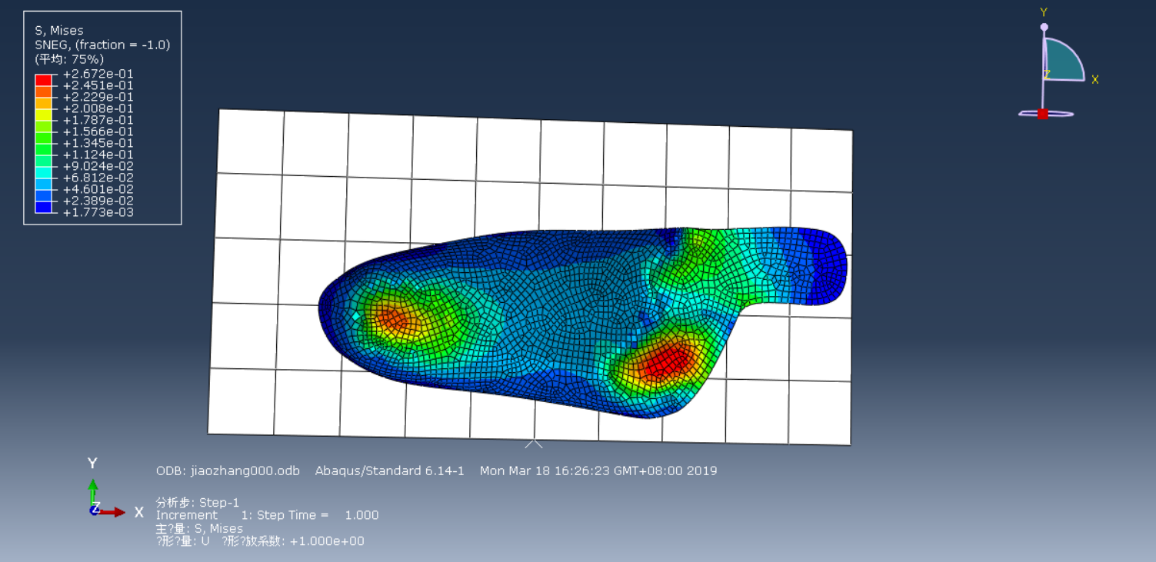 S, Mises
SNEG, (fraction = -1.0)
(平均: 75%)
+2.672e-01
+2.451e-01
+2.229e-01
+2.008e-01
+1.787e-01
+1.566e-01
+1.345e-01
+1.124e-01
+9.024e-02
+6.812e-02
+4.601e-02
+2.389e-02
+1.773e-03
Y
Z
X
Y
Z
X
ODB: jiaozhang000.odb Abaqus/Standard 6.14-1 Mon Mar 18 16:26:23 GMT+08:00 2019
分析步: Step-1
Increment 1: Step Time = 1.000
主?量: S, Mises
?形?量: U ?形?放系数: +1.000e+00